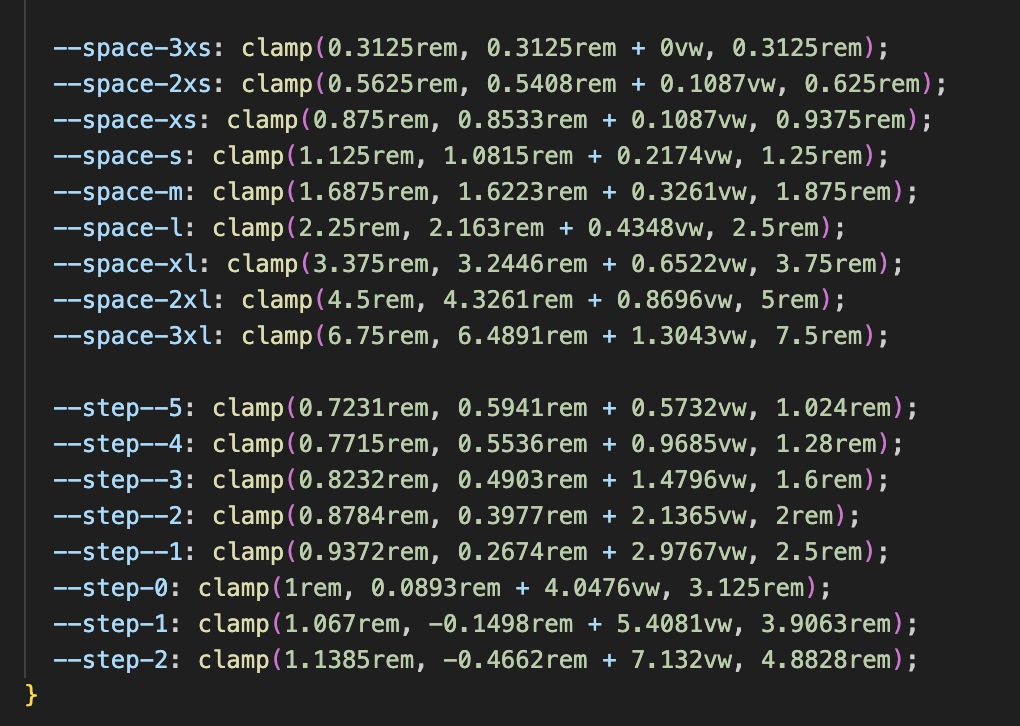 --space-3xs: clamp(0.3125rem, 0.3125rem + 0vw, 0.3125rem);
--space-2xs: clamp(0.5625rem, 0.5408rem + 0.1087vw, 0.625rem);
--space-xs: clamp(0.875rem, 0.8533rem + 0.1087vw, 0.9375rem);
--space-s: clamp(1.125rem, 1.0815rem + 0.2174vw, 1.25rem);
--space-m: clamp(1.6875rem, 1.6223rem + 0.3261vw, 1.875rem);
--space-l: clamp(2.25rem, 2.163rem + 0.4348vw, 2.5rem);
--space-xl: clamp(3.375rem, 3.2446rem + 0.6522vw, 3.75rem);
--space-2xl: clamp(4.5rem, 4.3261rem + 0.8696vw, 5rem);
--space-3xl: clamp(6.75rem, 6.4891rem + 1.3043vw, 7.5rem);
--step--5: clamp(0.7231rem, 0.5941rem + 0.5732vw, 1.024rem);
--step--4: clamp(0.7715rem, 0.5536rem + 0.9685vw, 1.28rem);
--step--3: clamp(0.8232rem, 0.4903rem + 1.4796vw, 1.6rem);
--step--2: clamp(0.8784rem, 0.3977rem + 2.1365vw, 2rem);
--step--1: clamp(0.9372rem, 0.2674rem + 2.9767vw, 2.5rem);
--step-0: clamp(1rem, 0.0893rem + 4.0476vw, 3.125rem);
--step-1: clamp(1.067rem, -0.1498rem + 5.4081vw, 3.9063rem);
--step-2: clamp(1.1385rem, -0.4662rem + 7.132vw, 4.8828rem);
}